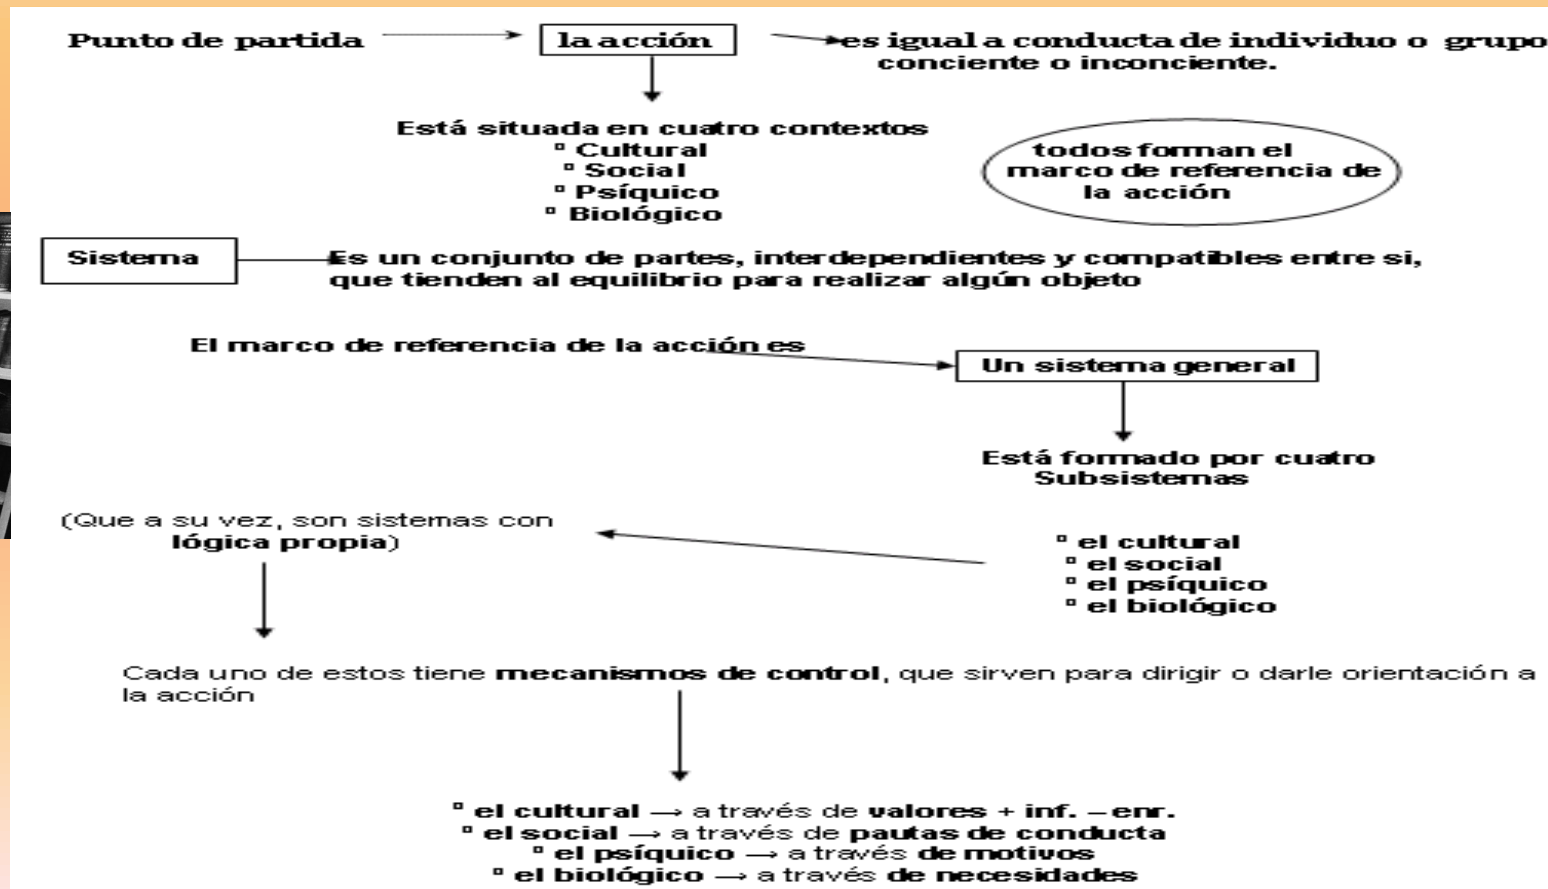 Punto de partida → la acción → es igual a conducta de individuo o grupo
conciente o inconciente.
Está situada en cuatro contextos
° Cultural
° Social
° Psíquico
° Biológico
todos forman el
marco de referencia de
la acción
Sistema Es un conjunto de partes, interdependientes y compatibles entre si,
que tienden al equilibrio para realizar algún objeto
El marco de referencia de la acción es
Un sistema general
Está formado por cuatro
Subsistemas
° el cultural
° el social
° el psíquico
° el biológico
(Que a su vez, son sistemas con
lógica propia)
Cada uno de estos tiene mecanismos de control, que sirven para dirigir o darle orientación a
la acción
° el cultural → a través de valores + inf. – enr.
° el social → a través de pautas de conducta
° el psíquico → a través de motivos
° el biológico → a través de necesidades